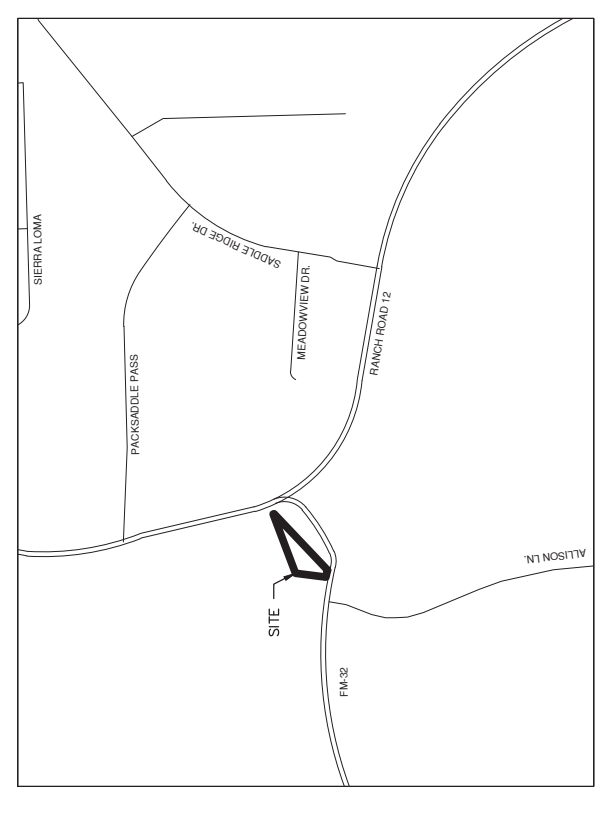 SIERRA LOMA
SADDLE RIDGE DR.
MEADOWVIEW DR.
RANCH ROAD 12
PACKSADDLE PASS
ALLISON LN.
SITE
FM-32